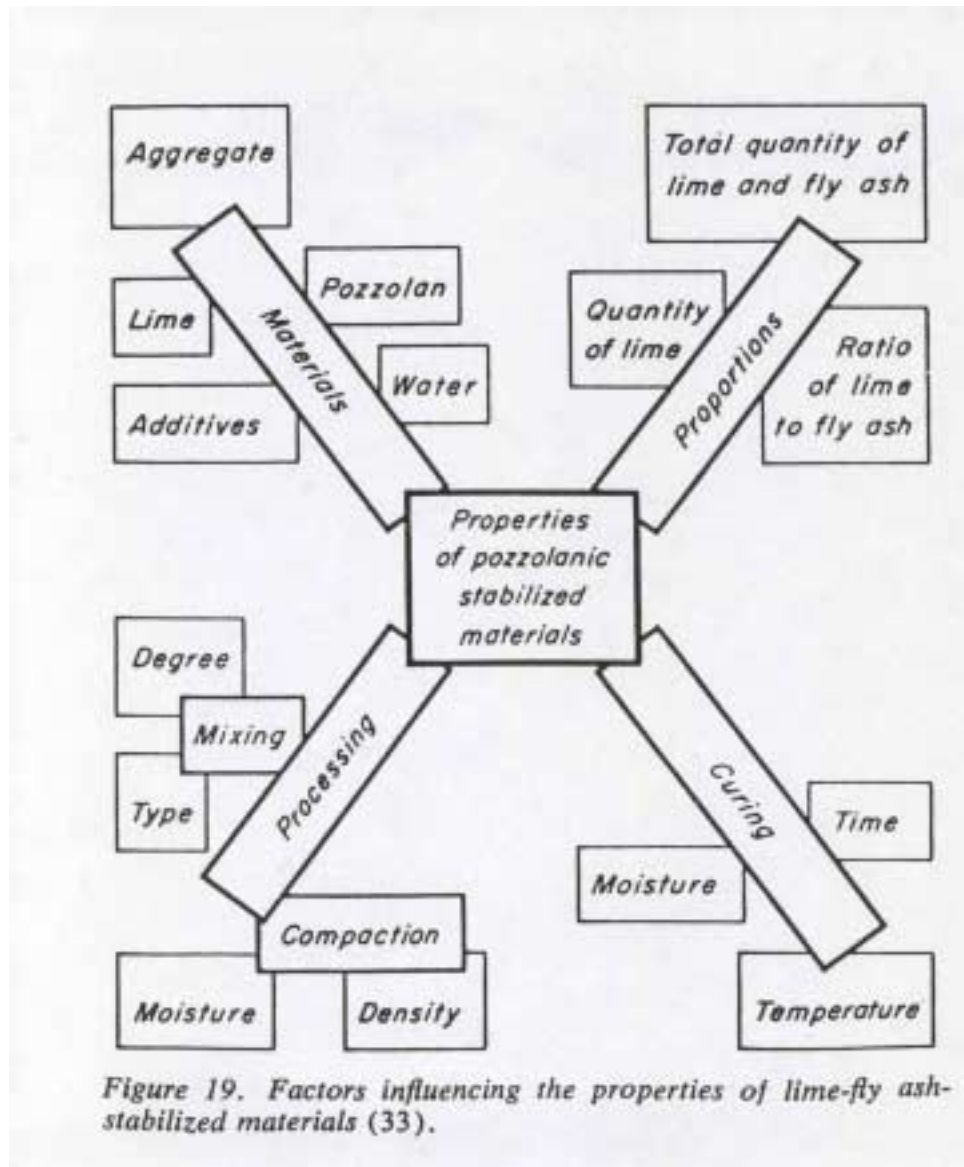 Aggregate
Lime
Additives
Pozzolan
Water
Materials
Total quantity of
lime and fly ash
Quantity
of lime
Ratio
of lime
to fly ash
Proportions
Properties
of pozzolanic
stabilized
materials
Degree
Mixing
Type
Processing
Compaction
Moisture
Density
Curing
Time
Moisture
Temperature
Figure 19. Factors influencing the properties of lime-fly ash-
stabilized materials (33).